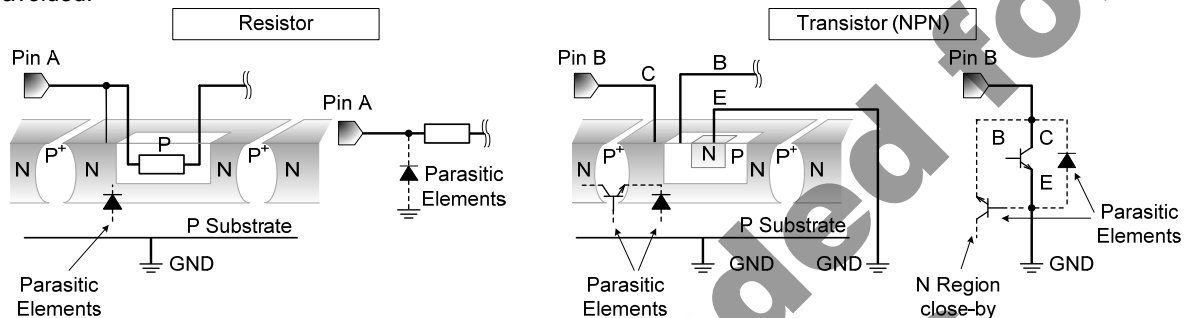 Resistor
Transistor (NPN)
Pin A
Pin A
N
P+
N
P
N
P+
N
Parasitic
Elements
P Substrate
GND
Parasitic
Elements
Pin B
C
B
E
N
P+
N
N
P
P+
N
P Substrate
GND
GND
Parasitic
Elements
Pin B
B
C
E
Parasitic
Elements
GND
N Region
close-by